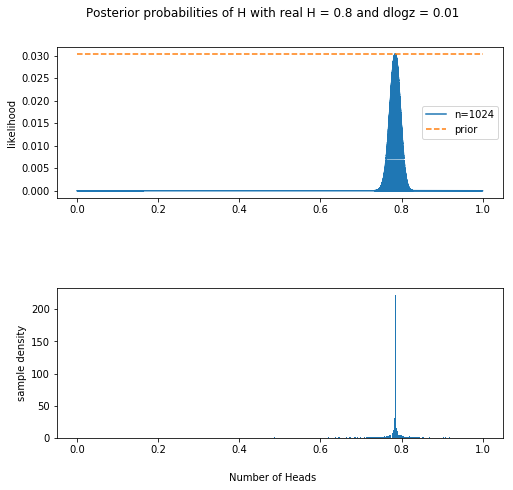 Posterior probabilities of H with real H = 0.8 and dlogz = 0.01
0.030
0.025
0.020
0.015
0.010
0.005
0.000
likelihood
n=1024
prior
0.0 0.2 0.4 0.6 0.8 1.0
200
150
100
50
0
sample density
0.0 0.2 0.4 0.6 0.8 1.0
Number of Heads